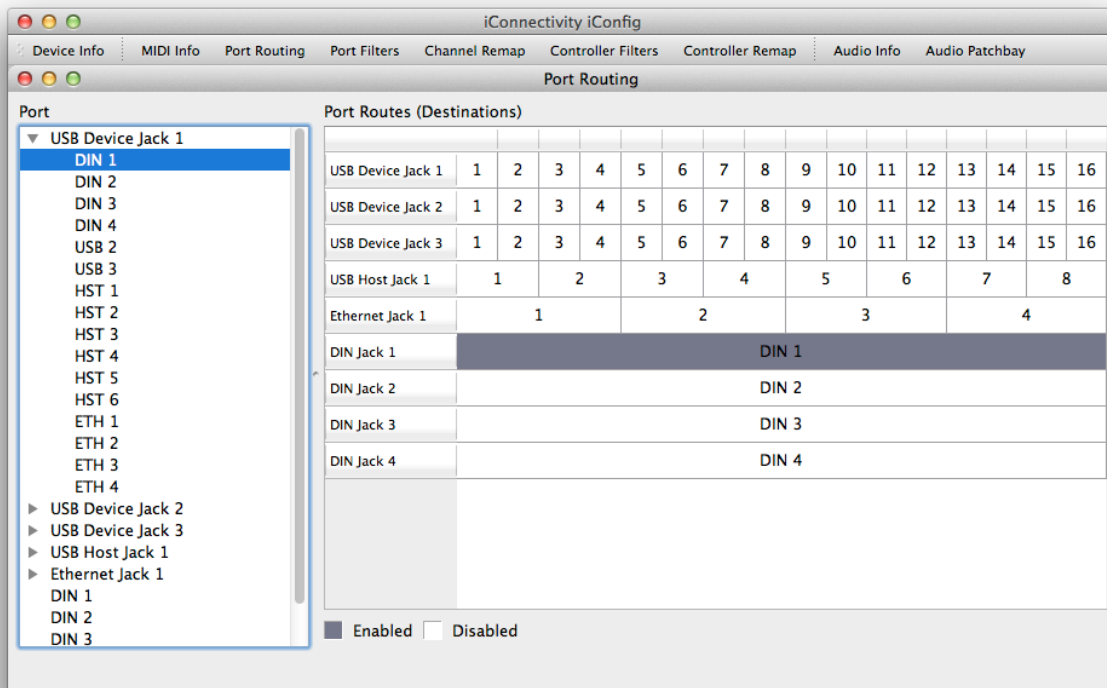 iConnectivity iConfig
Device Info MIDI Info Port Routing Port Filters Channel Remap Controller Filters Controller Remap Audio Info Audio Patchbay
Port Routing
Port
USB Device Jack 1
DIN 1
DIN 2
DIN 3
DIN 4
USB 2
USB 3
HST 1
HST 2
HST 3
HST 4
HST 5
HST 6
ETH 1
ETH 2
ETH 3
ETH 4
USB Device Jack 2
USB Device Jack 3
USB Host Jack 1
Ethernet Jack 1
DIN 1
DIN 2
DIN 3
Port Routes (Destinations)
USB Device Jack 1 1 2 3 4 5 6 7 8 9 10 11 12 13 14 15 16
USB Device Jack 2 1 2 3 4 5 6 7 8 9 10 11 12 13 14 15 16
USB Device Jack 3 1 2 3 4 5 6 7 8 9 10 11 12 13 14 15 16
USB Host Jack 1 1 2 3 4 5 6 7 8
Ethernet Jack 1 1 2 3 4
DIN Jack 1 DIN 1
DIN Jack 2 DIN 2
DIN Jack 3 DIN 3
DIN Jack 4 DIN 4
Enabled Disabled